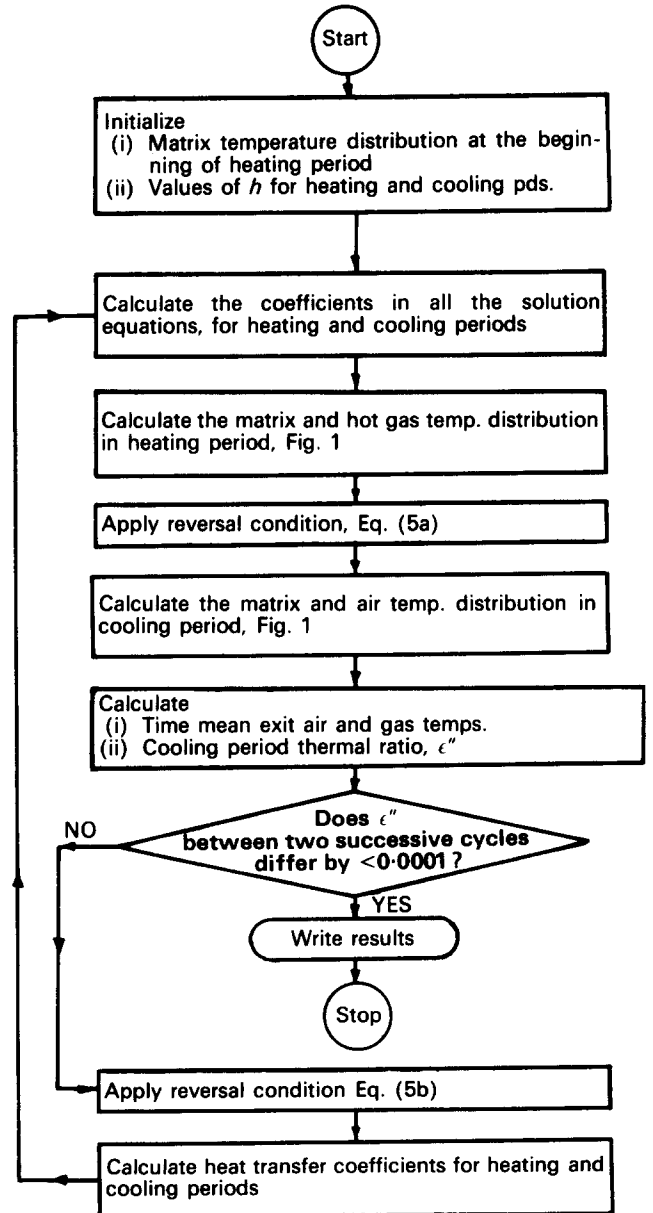 Start
Initialize
(i) Matrix temperature distribution at the begin-
ning of heating period
(ii) Values of h for heating and cooling pds.
Calculate the coefficients in all the solution
equations, for heating and cooling periods
Calculate the matrix and hot gas temp. distribution
in heating period, Fig. 1
Apply reversal condition, Eq. (5a)
Calculate the matrix and air temp. distribution in
cooling period, Fig. 1
Calculate
(i) Time mean exit air and gas temps.
(ii) Cooling period thermal ratio, ϵ″
Does ϵ″
between two successive cycles
differ by <0·0001 ?
NO
YES
Write results
Stop
Apply reversal condition Eq. (5b)
Calculate heat transfer coefficients for heating and
cooling periods